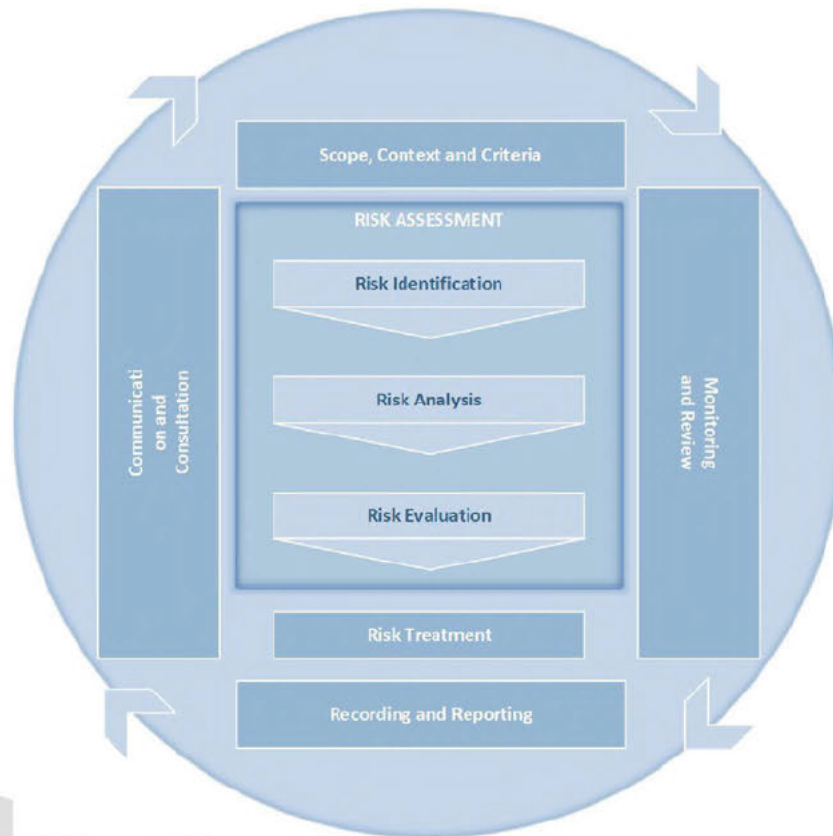 Scope, Context and Criteria
RISK ASSESSMENT
Risk Identification
Risk Analysis
Risk Evaluation
Communicati
on and
Consultation
Monitoring
and Review
Risk Treatment
Recording and Reporting